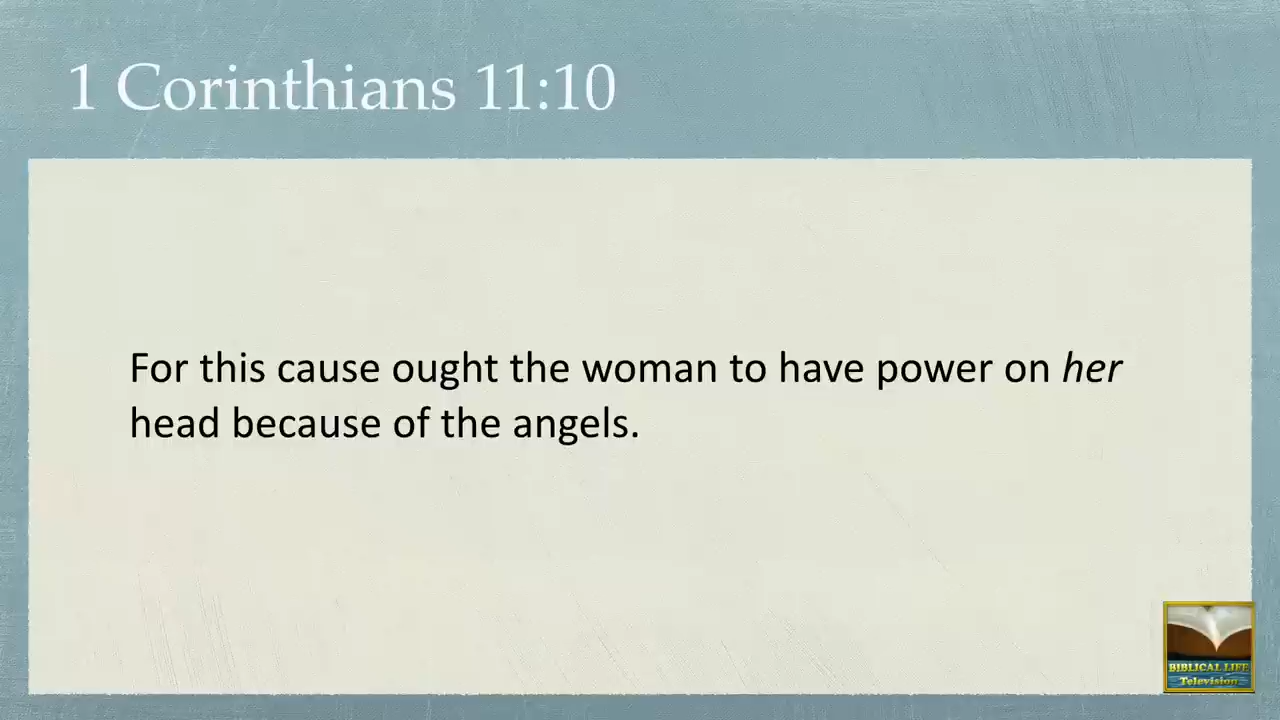 1 Corinthians 11:10
For this cause ought the woman to have power on her
head because of the angels.
BIBLICAL LIFE
Television